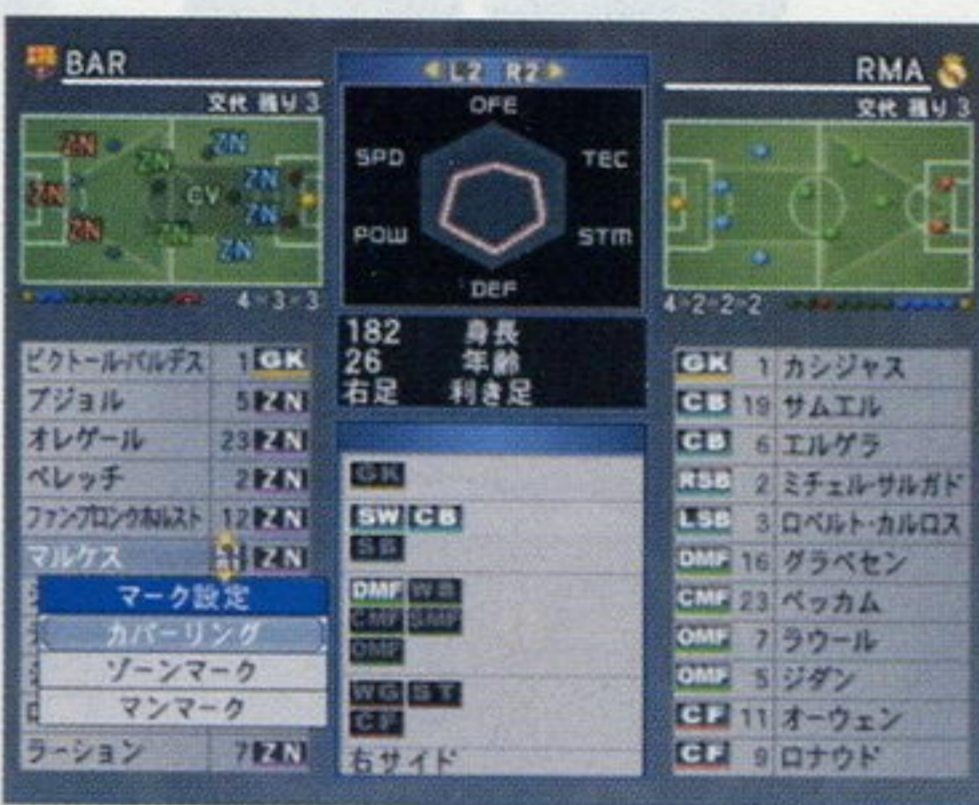 BAR
交代 残り 3
ZN
ZN
ZN
ZN
ZN
CV
ZN
ZN
ZN
ZN
4-3-3
L2 R2
OFE
SPD
TEC
POW
STM
DEF
182 身長
26 年齢
右足 利き足
RMA
交代 残り 3
4-2-2-2
ビクトール・バルデス 1 GK
プジョル 5 ZN
オレゲール 23 ZN
ベレッチ 2 ZN
ファン・ブロンクホルスト 12 ZN
マルケス ZN
マーク設定
カバーリング
ゾーンマーク
マンマーク
ラーション 7 ZN
GK
SW CB
SB
DMF WB
CMF SMF
OMF
WG ST
CF
右サイド
GK 1 カシジャス
CB 19 サムエル
CB 6 エルゲラ
RSB 2 ミチェル・サルガド
LSB 3 ロベルト・カルロス
DMF 16 グラベセン
CMF 23 ベッカム
OMF 7 ラウール
OMF 5 ジダン
CF 11 オーウェン
CF 9 ロナウド